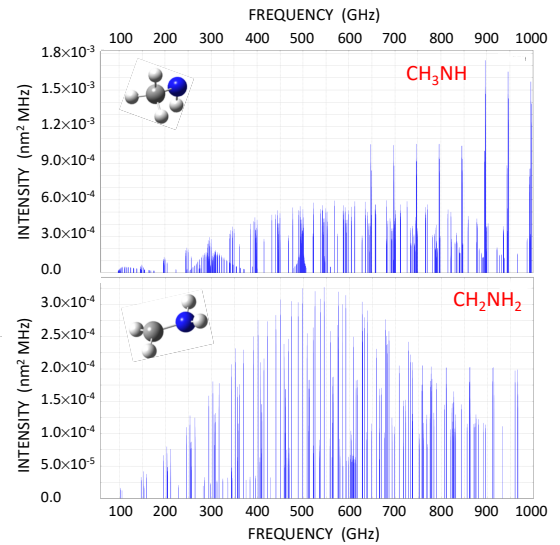 FREQUENCY (GHz)
100 200 300 400 500 600 700 800 900 1000
INTENSITY (nm² MHz)
1.8×10⁻³
1.5×10⁻³
1.2×10⁻³
9.0×10⁻⁴
6.0×10⁻⁴
3.0×10⁻⁴
0.0
CH₃NH
INTENSITY (nm² MHz)
3.0×10⁻⁴
2.5×10⁻⁴
2.0×10⁻⁴
1.5×10⁻⁴
1.0×10⁻⁴
5.0×10⁻⁵
0.0
CH₂NH₂
100 200 300 400 500 600 700 800 900 1000
FREQUENCY (GHz)